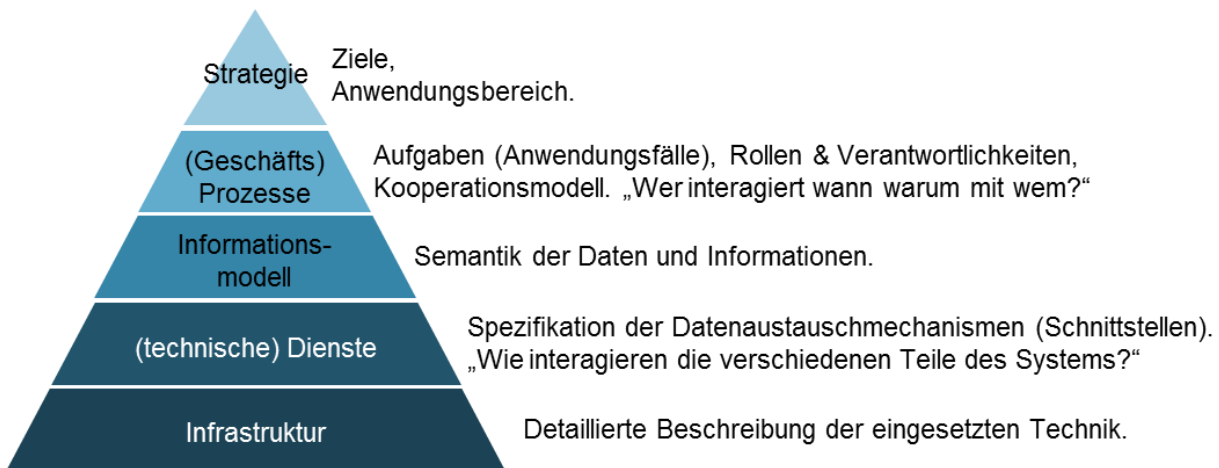 Strategie
Ziele,
Anwendungsbereich.
(Geschäfts)
Prozesse
Aufgaben (Anwendungsfälle), Rollen & Verantwortlichkeiten,
Kooperationsmodell. „Wer interagiert wann warum mit wem?“
Informations-
modell
Semantik der Daten und Informationen.
(technische) Dienste
Spezifikation der Datenaustauschmechanismen (Schnittstellen).
„Wie interagieren die verschiedenen Teile des Systems?“
Infrastruktur
Detaillierte Beschreibung der eingesetzten Technik.